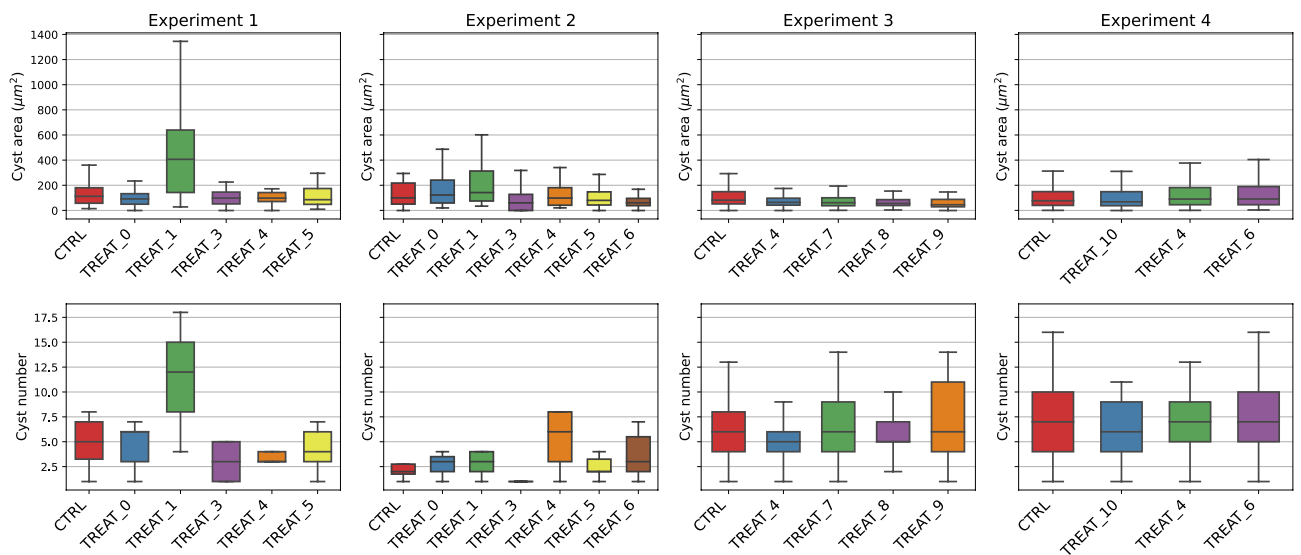 Experiment 1
Experiment 2
Experiment 3
Experiment 4
Cyst area (μm²)
1400
1200
1000
800
600
400
200
0
CTRL
TREAT_0
TREAT_1
TREAT_3
TREAT_4
TREAT_5
Cyst area (μm²)
CTRL
TREAT_0
TREAT_1
TREAT_3
TREAT_4
TREAT_5
TREAT_6
Cyst area (μm²)
CTRL
TREAT_4
TREAT_7
TREAT_8
TREAT_9
Cyst area (μm²)
CTRL
TREAT_10
TREAT_4
TREAT_6
Cyst number
17.5
15.0
12.5
10.0
7.5
5.0
2.5
CTRL
TREAT_0
TREAT_1
TREAT_3
TREAT_4
TREAT_5
Cyst number
CTRL
TREAT_0
TREAT_1
TREAT_3
TREAT_4
TREAT_5
TREAT_6
Cyst number
CTRL
TREAT_4
TREAT_7
TREAT_8
TREAT_9
Cyst number
CTRL
TREAT_10
TREAT_4
TREAT_6